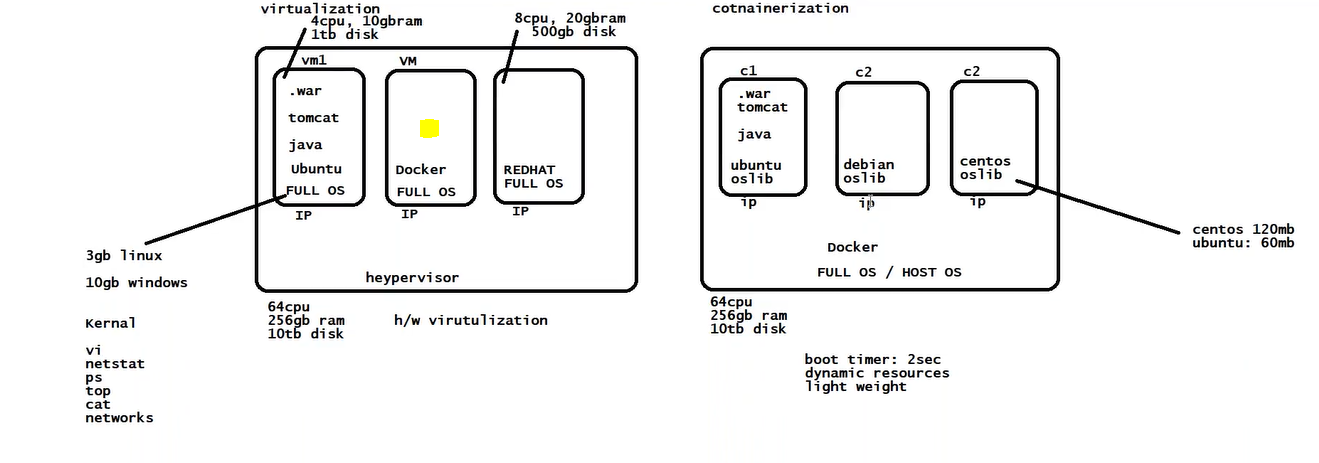 virtualization
4cpu, 10gbram
1tb disk
8cpu, 20gbram
500gb disk
vm1
.war
tomcat
java
Ubuntu
FULL OS
IP
VM
Docker
FULL OS
IP
REDHAT
FULL OS
IP
heypervisor
64cpu
256gb ram
10tb disk
h/w virutulization
3gb linux
10gb windows
Kernal
vi
netstat
ps
top
cat
networks
cotnainerization
c1
.war
tomcat
java
ubuntu
oslib
ip
c2
debian
oslib
ip
c2
centos
oslib
ip
Docker
FULL OS / HOST OS
centos 120mb
ubuntu: 60mb
64cpu
256gb ram
10tb disk
boot timer: 2sec
dynamic resources
light weight